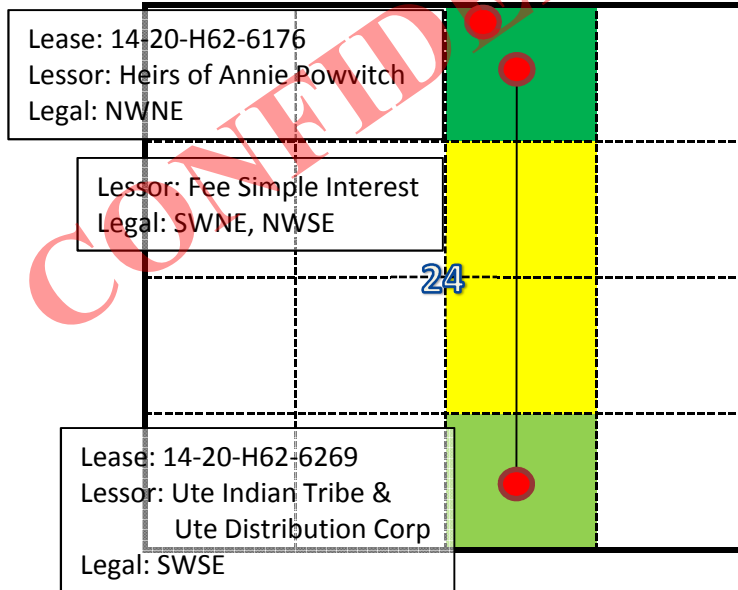 Lease: 14-20-H62-6176
Lessor: Heirs of Annie Powvitch
Legal: NWNE
Lessor: Fee Simple Interest
Legal: SWNE, NWSE
24
Lease: 14-20-H62-6269
Lessor: Ute Indian Tribe &
Ute Distribution Corp
Legal: SWSE
CONFIDE